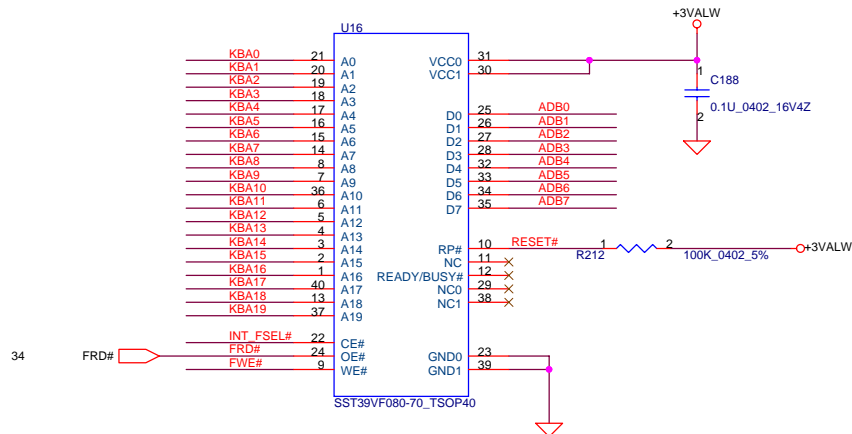 +3VALW
U16
KBA0 21 A0 VCC0 31
KBA1 20 A1 VCC1 30
1 C188
KBA2 19 A2
KBA3 18 A3
0.1U_0402_16V4Z
KBA4 17 A4 D0 25 ADB0
2
KBA5 16 A5 D1 26 ADB1
KBA6 15 A6 D2 27 ADB2
KBA7 14 A7 D3 28 ADB3
KBA8 8 A8 D4 32 ADB4
KBA9 7 A9 D5 33 ADB5
KBA10 36 A10 D6 34 ADB6
KBA11 6 A11 D7 35 ADB7
KBA12 5 A12
KBA13 4 A13
KBA14 3 A14 RP# 10 RESET# 1 2 +3VALW
KBA15 2 A15 NC 11 R212 100K_0402_5%
KBA16 1 A16 READY/BUSY# 12
KBA17 40 A17 NC0 29
KBA18 13 A18 NC1 38
KBA19 37 A19
INT_FSEL# 22 CE#
34 FRD# FRD# 24 OE# GND0 23
FWE# 9 WE# GND1 39
SST39VF080-70_TSOP40